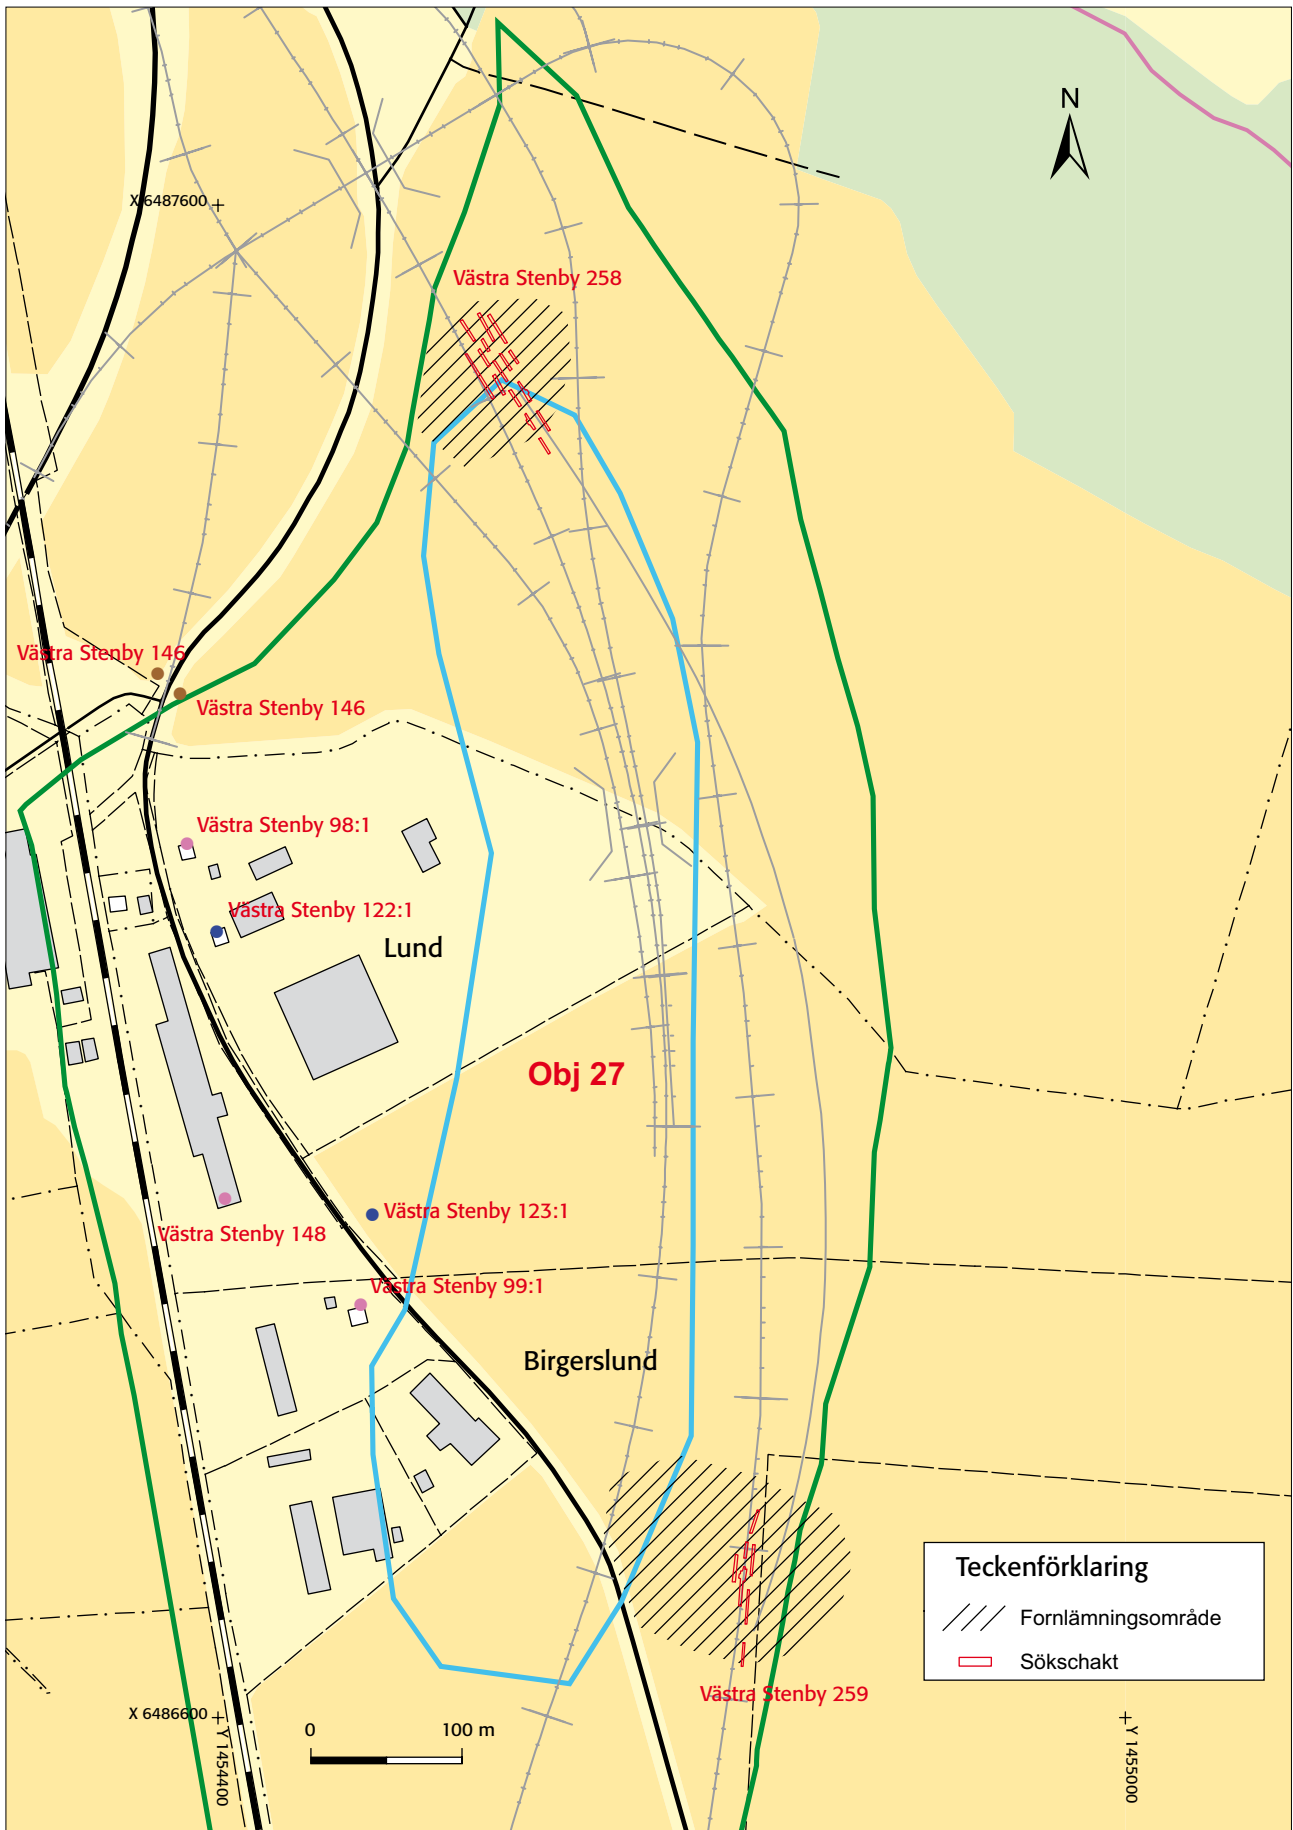 N
X 6487600
Västra Stenby 258
Västra Stenby 146
Västra Stenby 146
Västra Stenby 98:1
Västra Stenby 122:1
Lund
Obj 27
Västra Stenby 123:1
Västra Stenby 148
Västra Stenby 99:1
Birgerslund
Teckenförklaring
Fornlämningsområde
Sökschakt
Västra Stenby 259
X 6486600
0 100 m
Y 1454400
Y 1455000